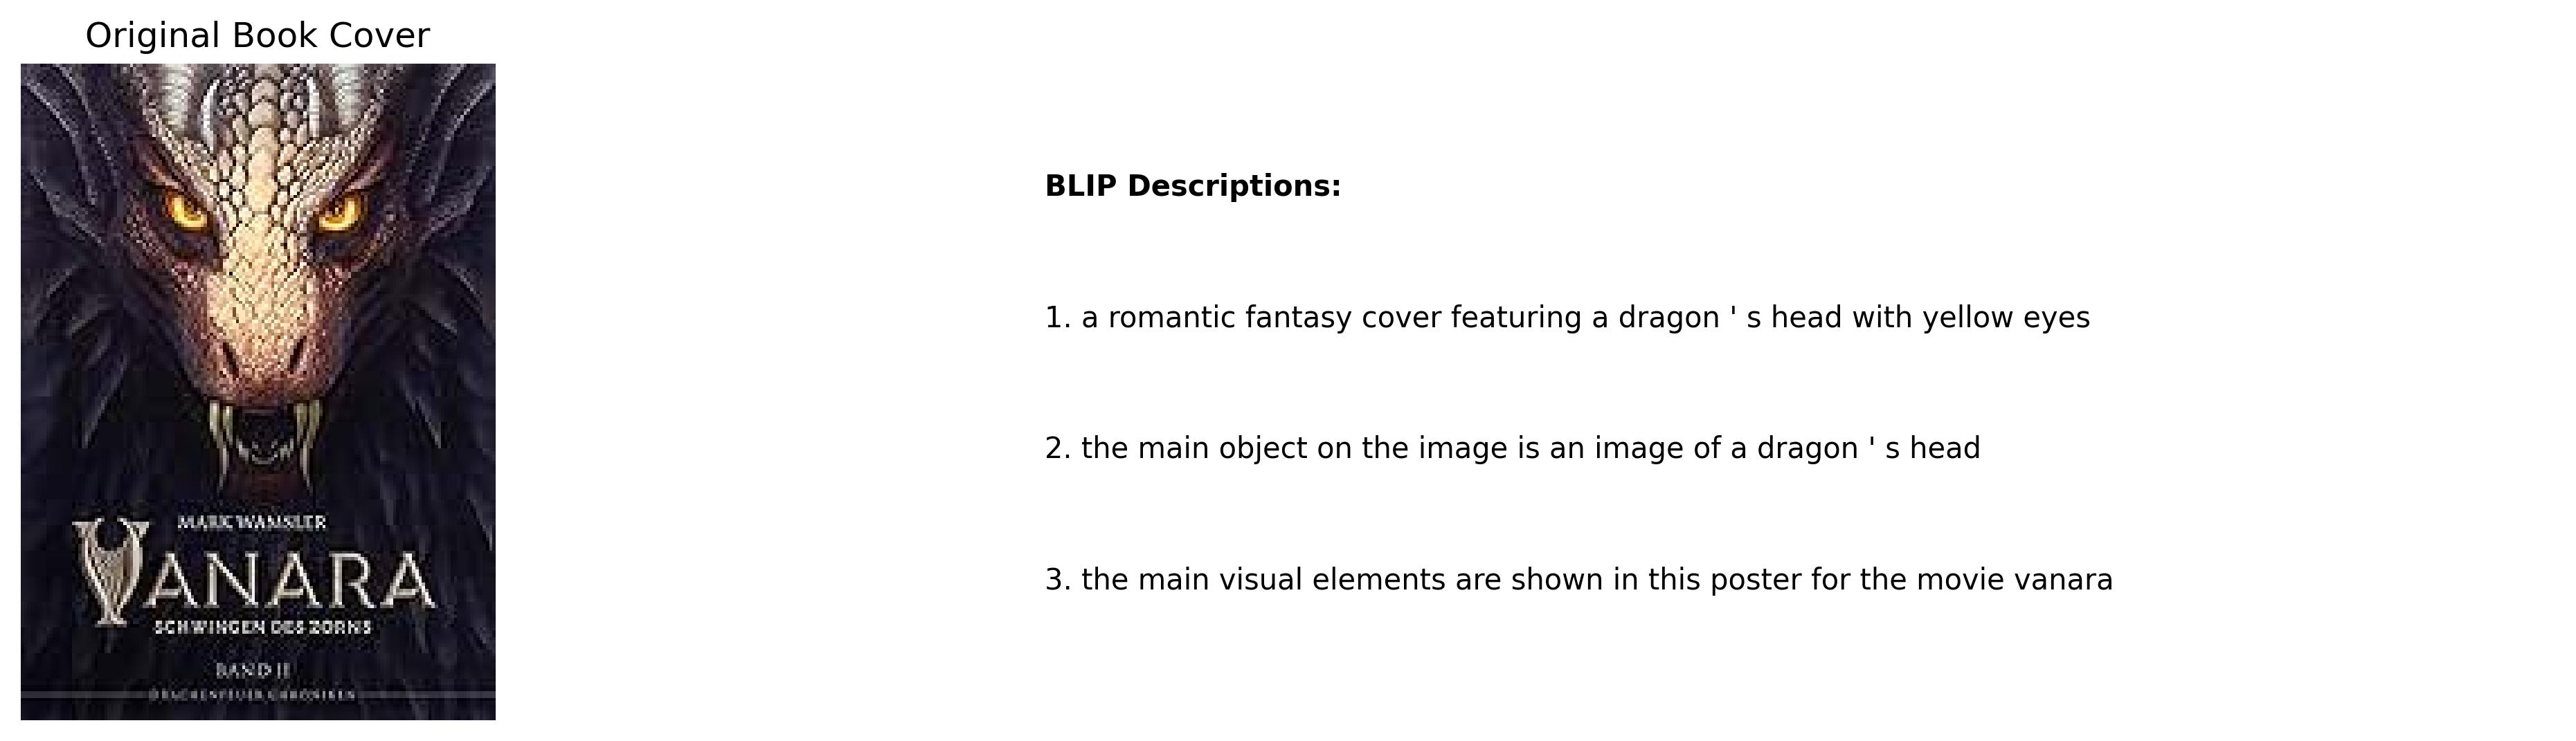 Original Book Cover
MARK WAMSLER
VANARA
SCHWINGEN DES ZORNS
BAND II
DRACHENFEUER CHRONIKEN
BLIP Descriptions:
1. a romantic fantasy cover featuring a dragon ' s head with yellow eyes
2. the main object on the image is an image of a dragon ' s head
3. the main visual elements are shown in this poster for the movie vanara